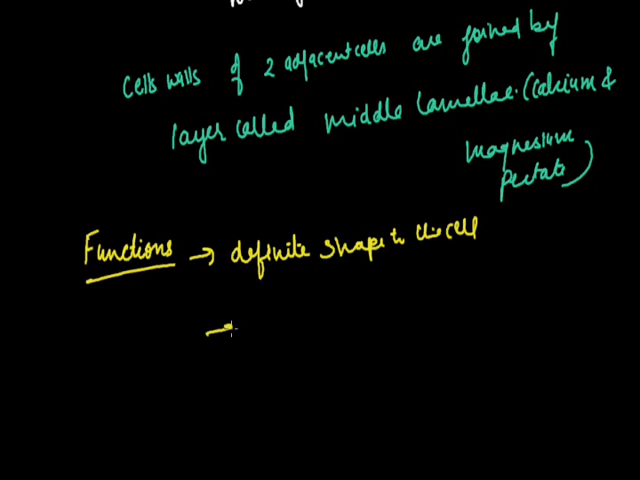 Cells walls of 2 adjacent cells are joined by
layer called middle lamellae. (Calcium &
magnesium
pectate)
Functions → definite shape to the cell
→